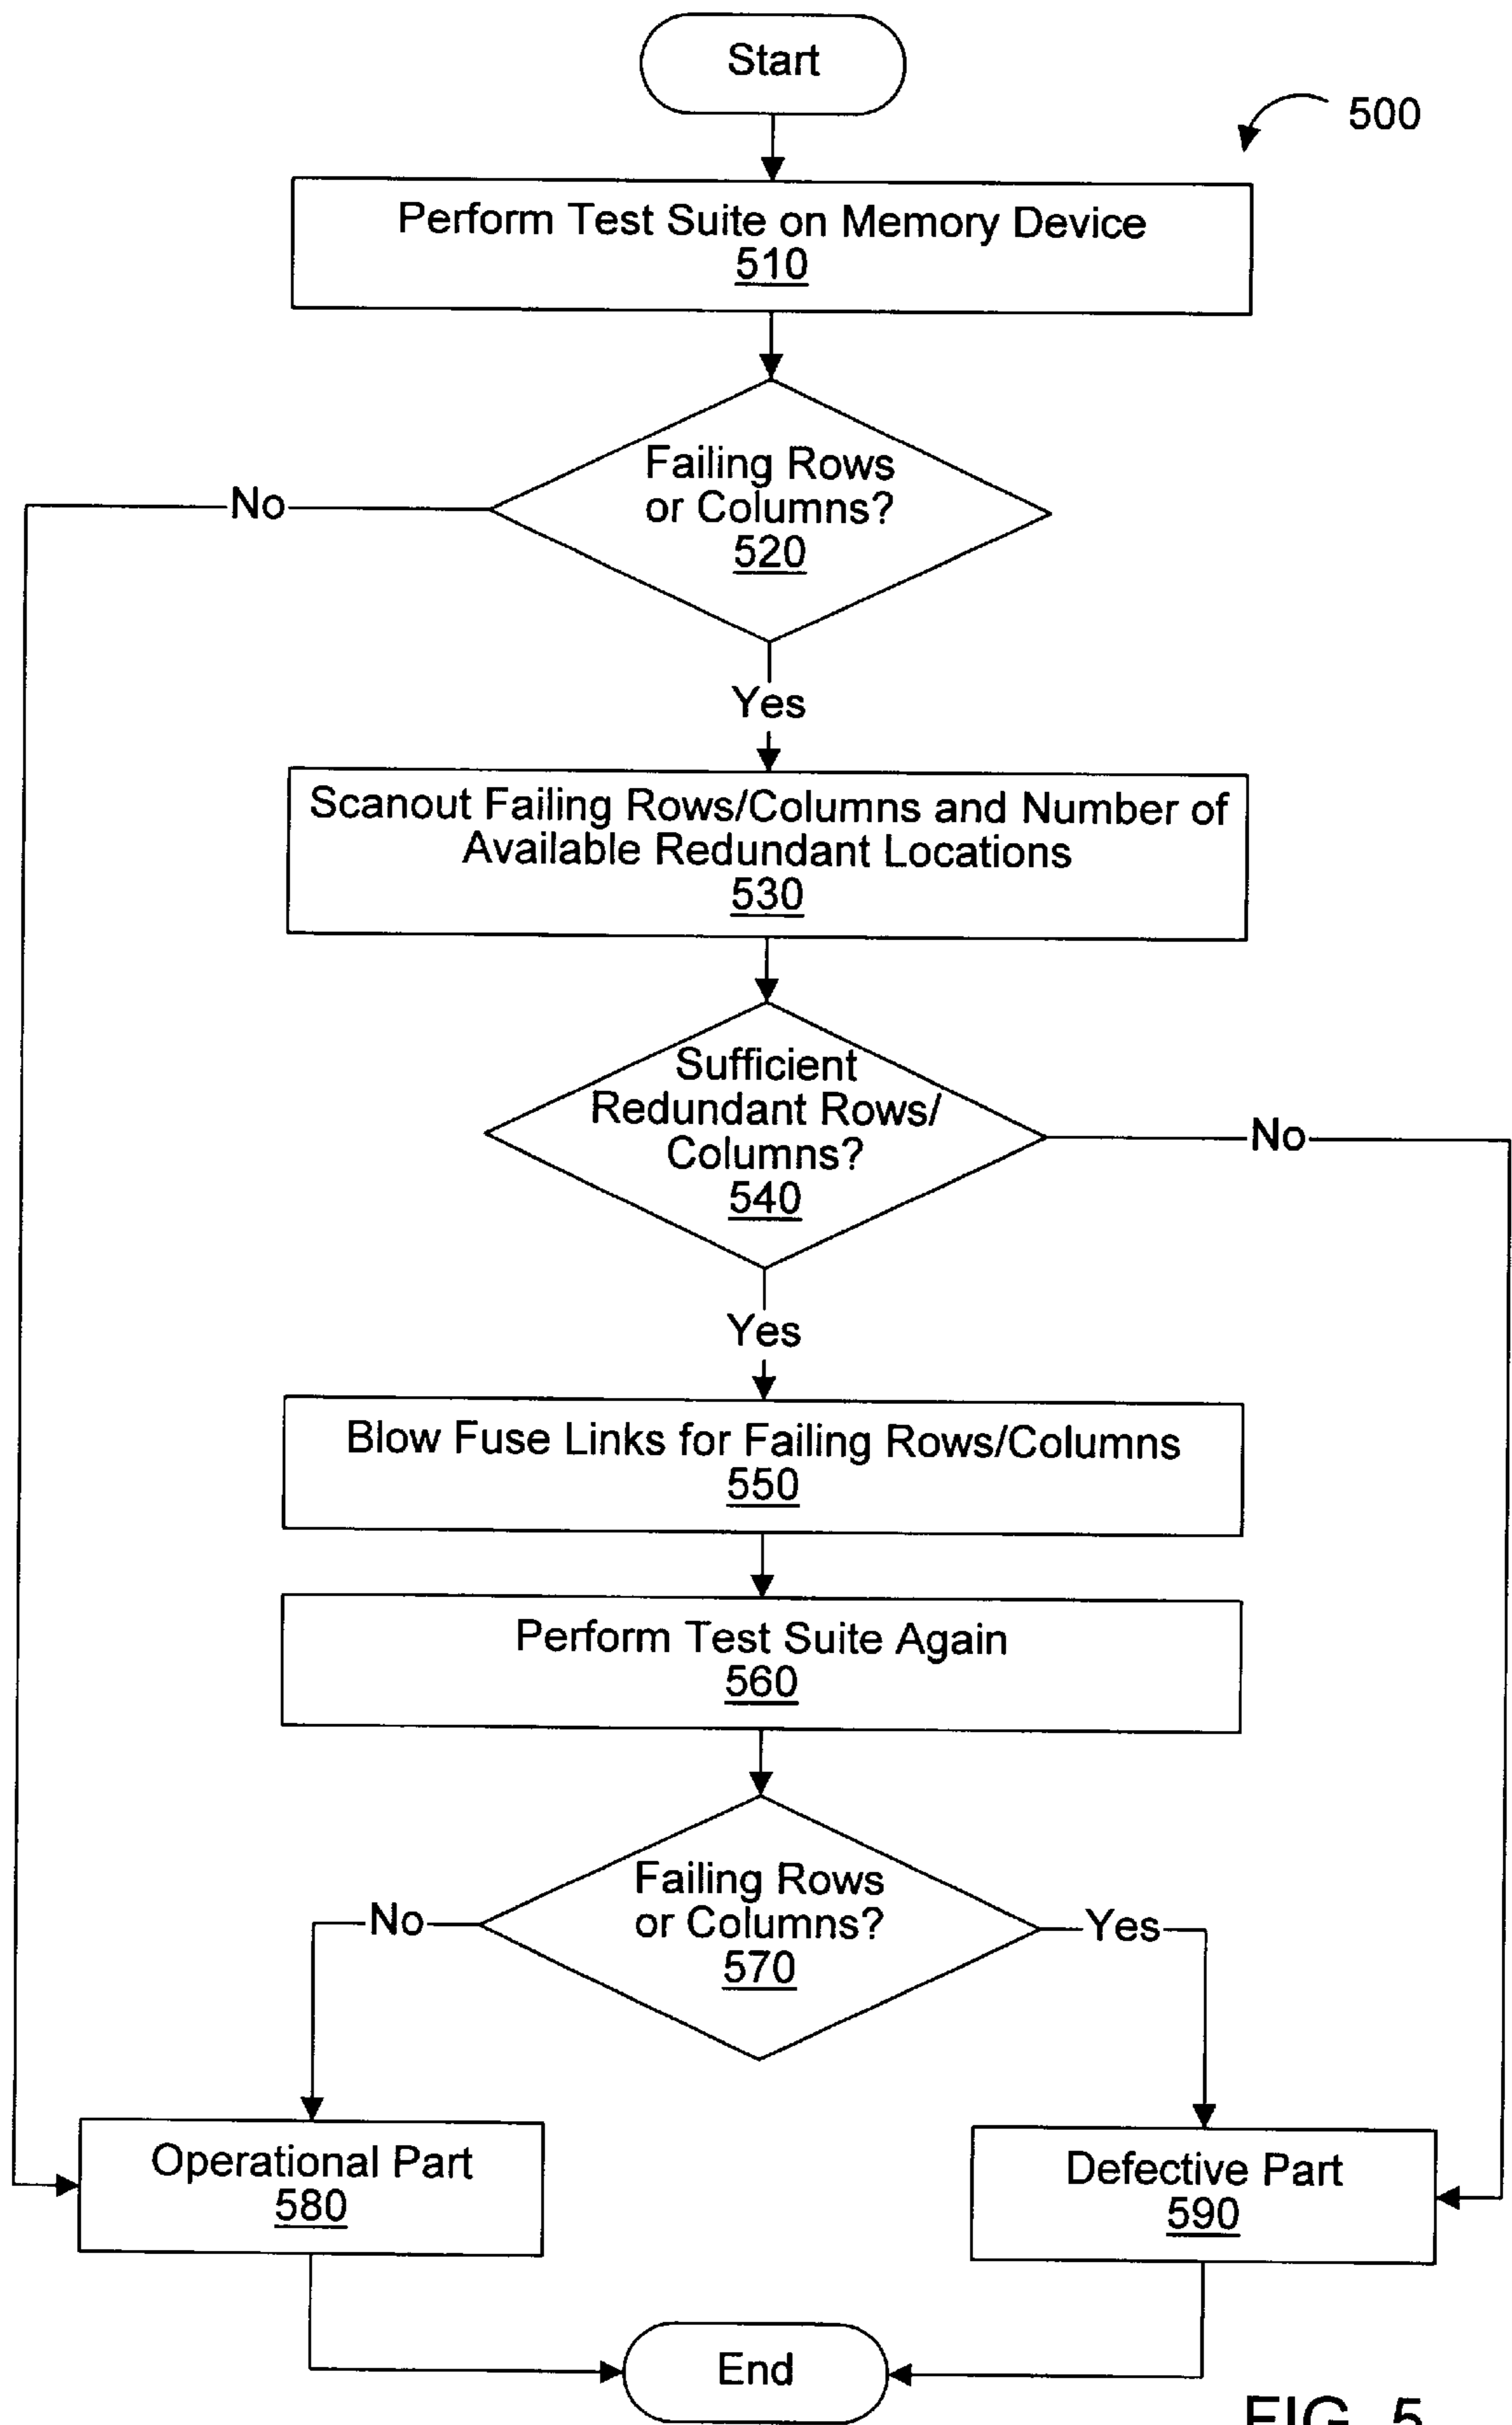 Start
500
Perform Test Suite on Memory Device
510
Failing Rows
or Columns?
520
No
Yes
Scanout Failing Rows/Columns and Number of
Available Redundant Locations
530
Sufficient
Redundant Rows/
Columns?
540
No
Yes
Blow Fuse Links for Failing Rows/Columns
550
Perform Test Suite Again
560
Failing Rows
or Columns?
570
No
Yes
Operational Part
580
Defective Part
590
End
FIG. 5